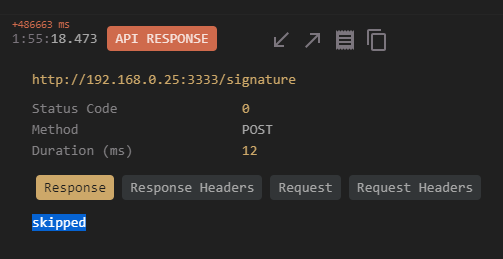 +486663 ms
1:55:18.473 API RESPONSE
http://192.168.0.25:3333/signature
Status Code 0
Method POST
Duration (ms) 12
Response Response Headers Request Request Headers
skipped